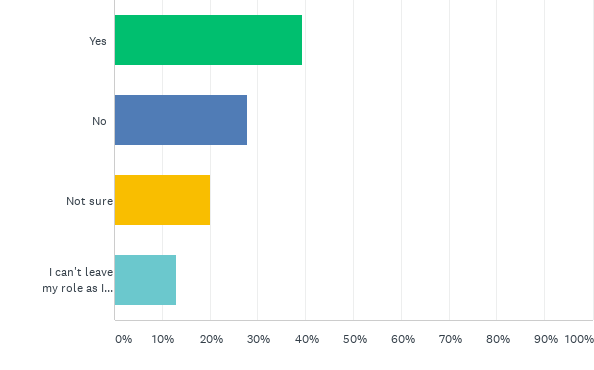 Yes
No
Not sure
I can't leave
my role as I...
0% 10% 20% 30% 40% 50% 60% 70% 80% 90% 100%